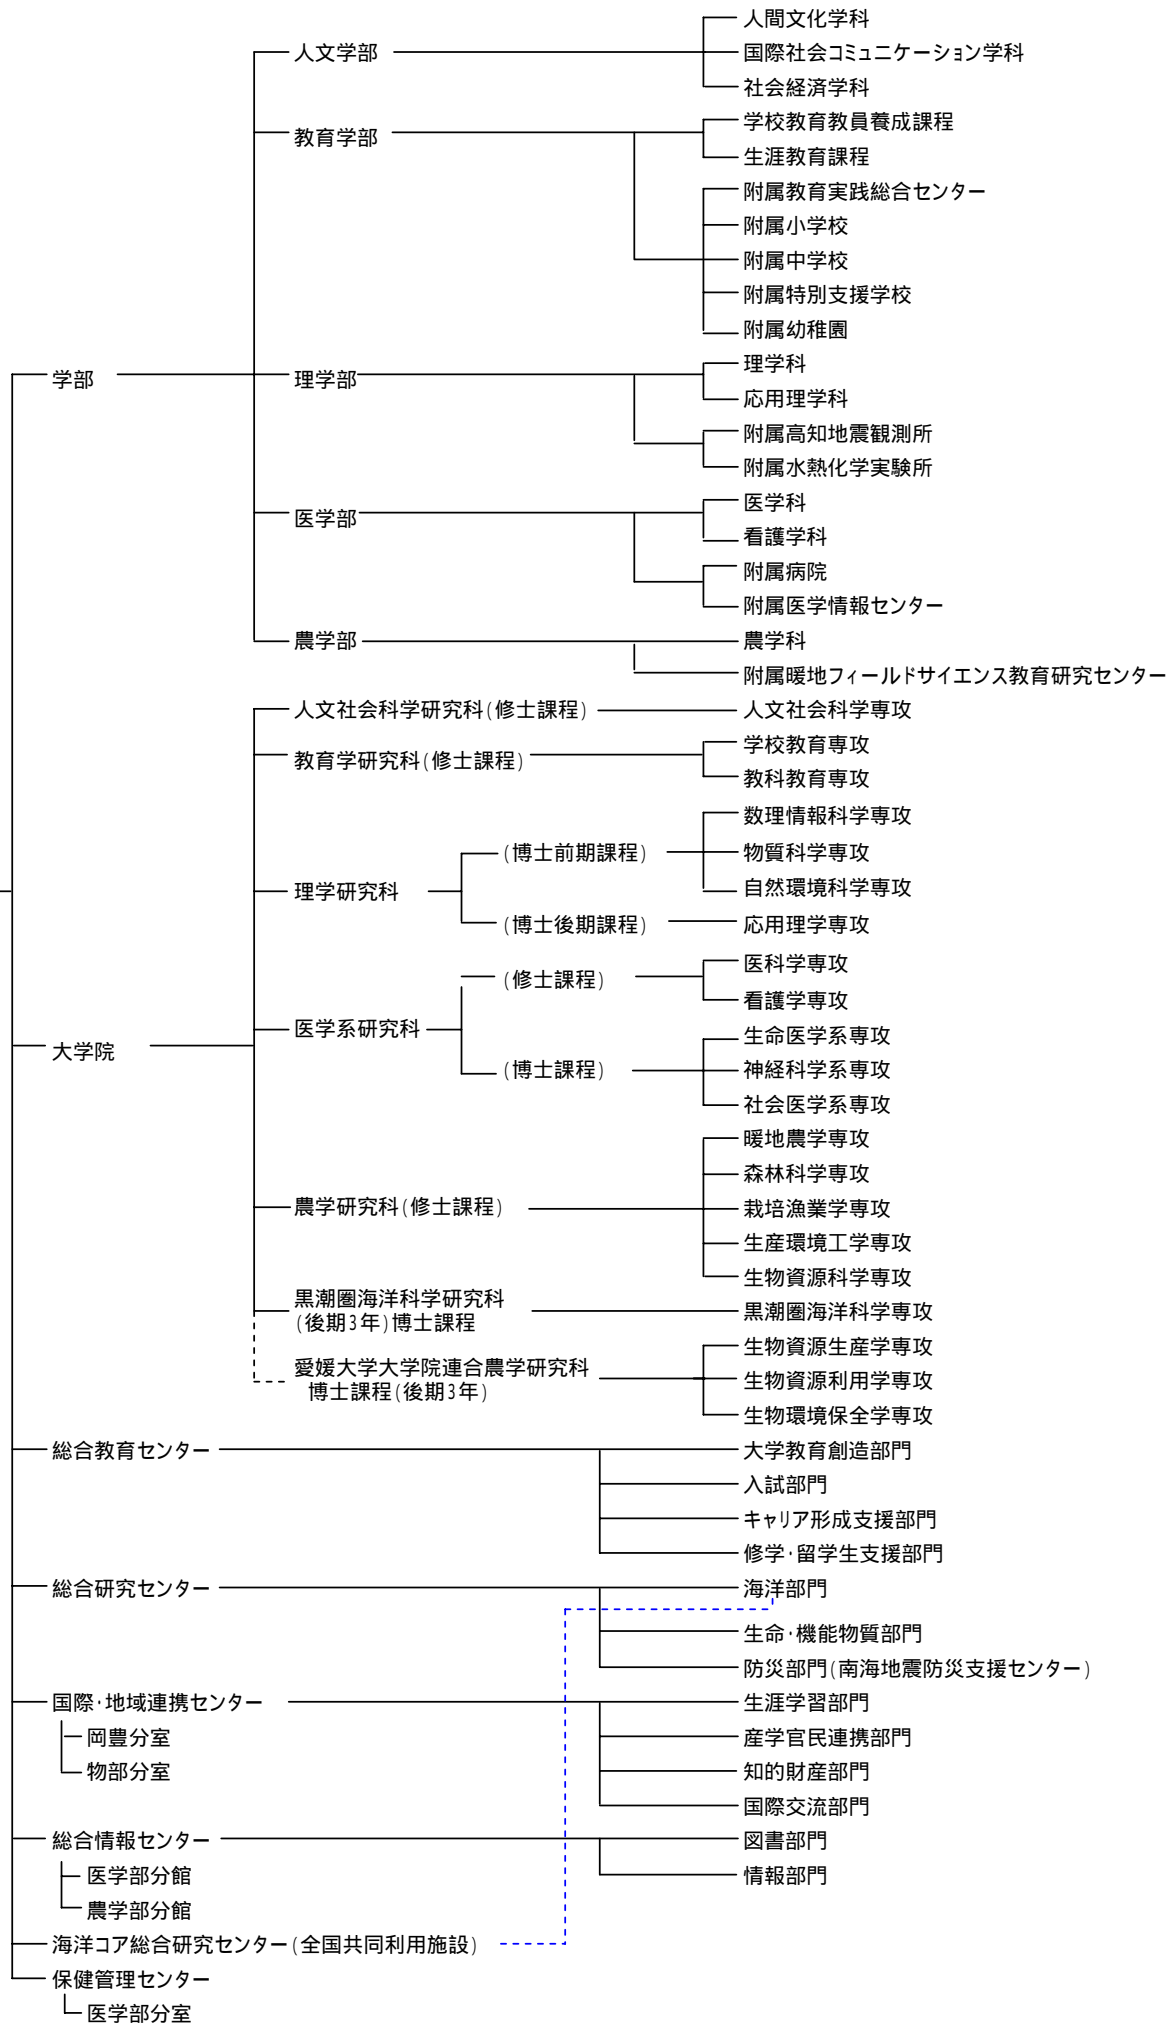 人間文化学科
人文学部
国際社会コミュニケーション学科
社会経済学科
学校教育教員養成課程
教育学部
生涯教育課程
附属教育実践総合センター
附属小学校
附属中学校
附属特別支援学校
附属幼稚園
理学科
学部
理学部
応用理学科
附属高知地震観測所
附属水熱化学実験所
医学科
医学部
看護学科
附属病院
附属医学情報センター
農学部
農学科
附属暖地フィールドサイエンス教育研究センター
人文社会科学研究科(修士課程)
人文社会科学専攻
学校教育専攻
教育学研究科(修士課程)
教科教育専攻
数理情報科学専攻
(博士前期課程)
物質科学専攻
理学研究科
自然環境科学専攻
(博士後期課程)
応用理学専攻
医科学専攻
(修士課程)
看護学専攻
医学系研究科
生命医学系専攻
大学院
(博士課程)
神経科学系専攻
社会医学系専攻
暖地農学専攻
森林科学専攻
農学研究科(修士課程)
栽培漁業学専攻
生産環境工学専攻
生物資源科学専攻
黒潮圏海洋科学研究科
(後期3年)博士課程
黒潮圏海洋科学専攻
生物資源生産学専攻
愛媛大学大学院連合農学研究科
博士課程(後期3年)
生物資源利用学専攻
生物環境保全学専攻
総合教育センター
大学教育創造部門
入試部門
キャリア形成支援部門
修学・留学生支援部門
総合研究センター
海洋部門
生命・機能物質部門
防災部門(南海地震防災支援センター)
国際・地域連携センター
生涯学習部門
岡豊分室
産学官民連携部門
物部分室
知的財産部門
国際交流部門
総合情報センター
図書部門
医学部分館
情報部門
農学部分館
海洋コア総合研究センター(全国共同利用施設)
保健管理センター
医学部分室